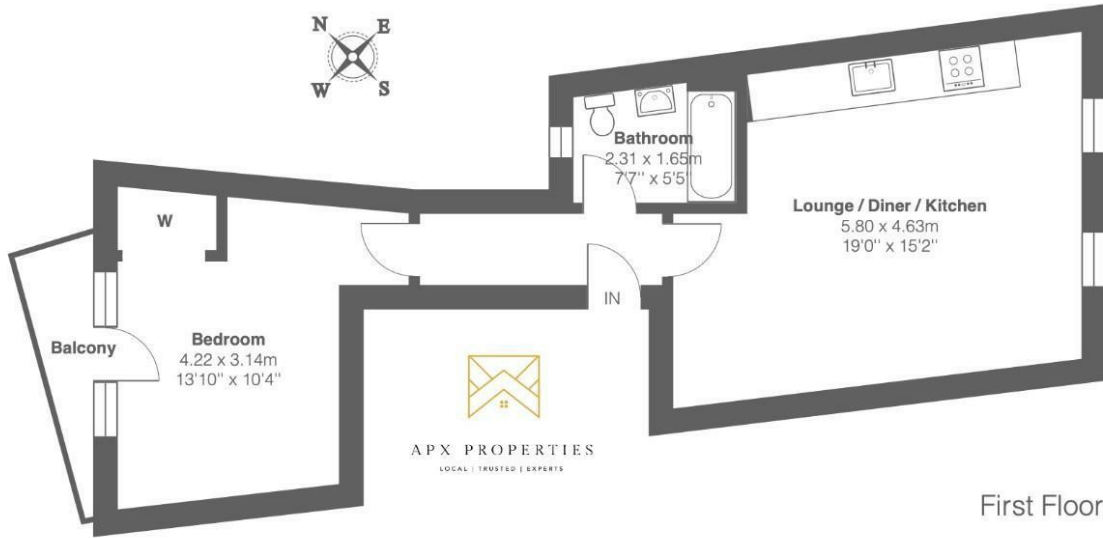 N E
W S
Bathroom
2.31 x 1.65m
7'7'' x 5'5''
W
Lounge / Diner / Kitchen
5.80 x 4.63m
19'0'' x 15'2''
IN
Balcony
Bedroom
4.22 x 3.14m
13'10'' x 10'4''
APX PROPERTIES
LOCAL | TRUSTED | EXPERTS
First Floor